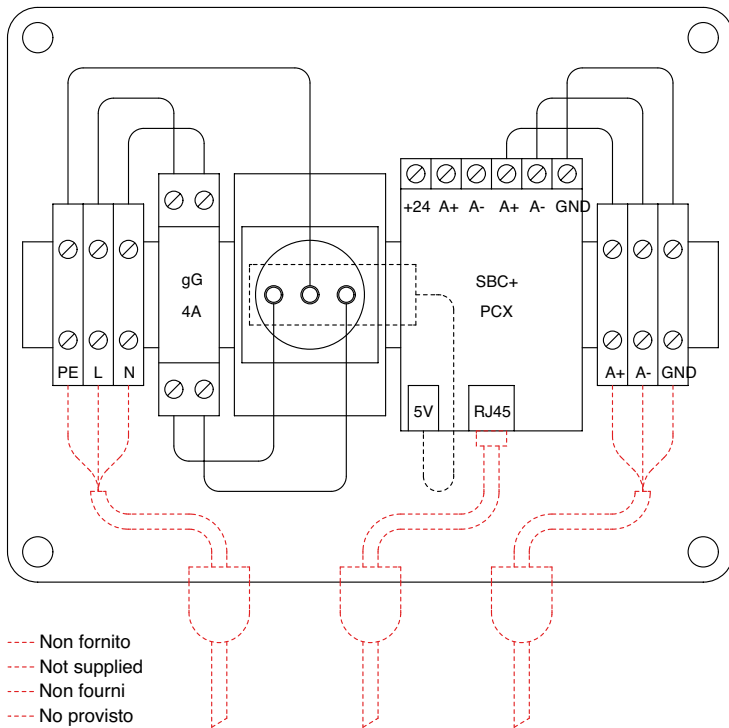 +24 A+ A- A+ A- GND
gG
4A
SBC+
PCX
PE L N
A+ A- GND
5V
RJ45
Non fornito
Not supplied
Non fourni
No provisto